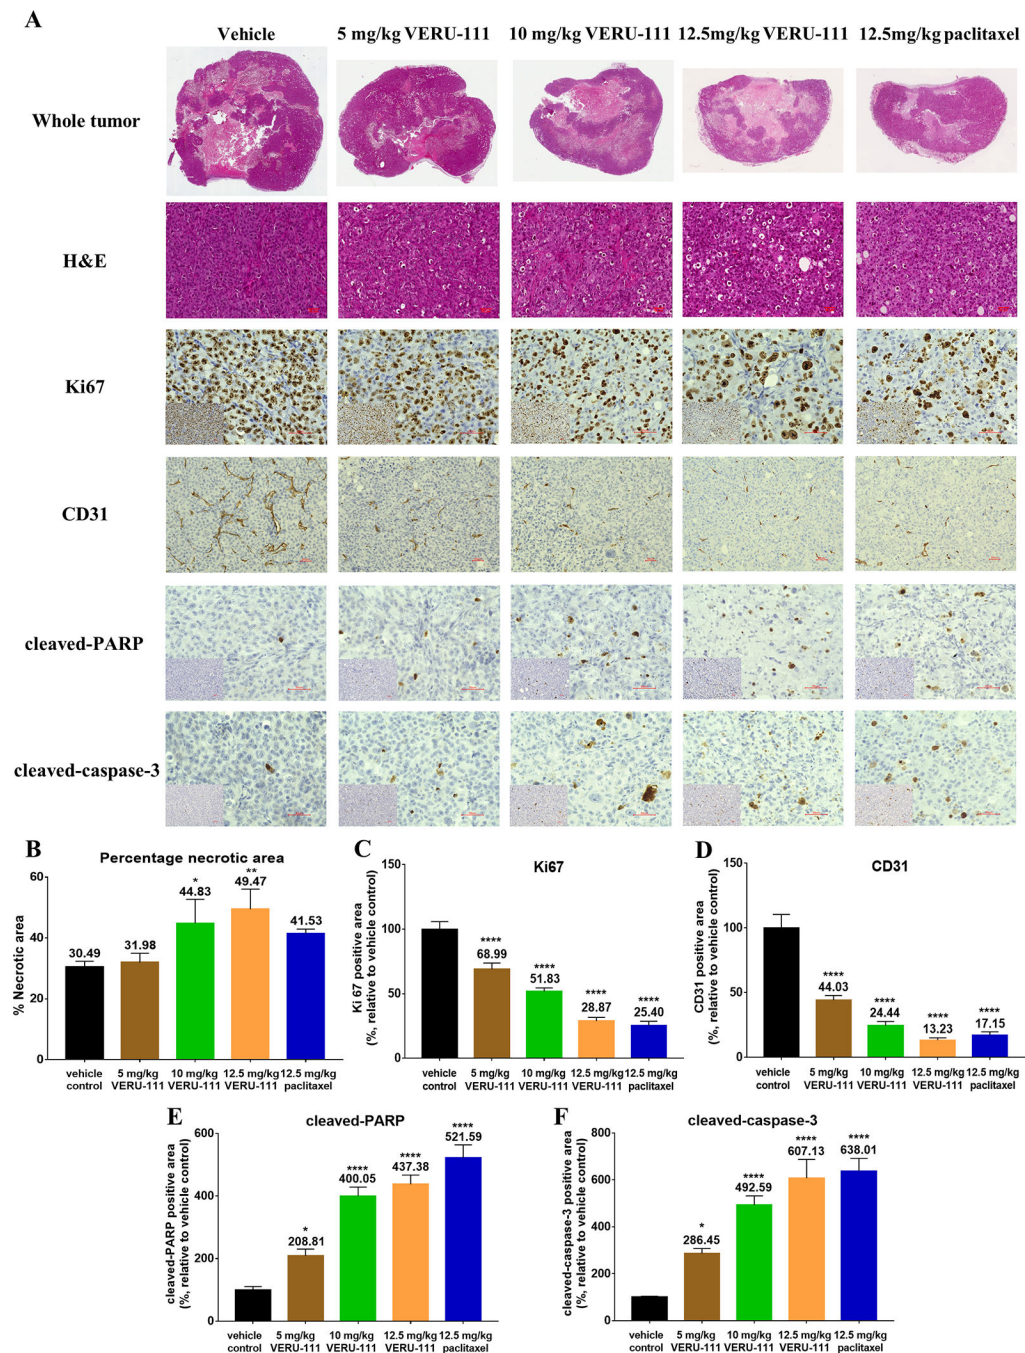 A
Vehicle
5 mg/kg VERU-111
10 mg/kg VERU-111
12.5mg/kg VERU-111
12.5mg/kg paclitaxel
Whole tumor
H&E
Ki67
CD31
cleaved-PARP
cleaved-caspase-3
B
Percentage necrotic area
% Necrotic area
60
40
20
0
30.49
31.98
*
44.83
**
49.47
41.53
vehicle control
5 mg/kg VERU-111
10 mg/kg VERU-111
12.5 mg/kg VERU-111
12.5 mg/kg paclitaxel
C
Ki67
Ki 67 positive area
(%, relative to vehicle control)
150
100
50
0
****
68.99
****
51.83
****
28.87
****
25.40
vehicle control
5 mg/kg VERU-111
10 mg/kg VERU-111
12.5 mg/kg VERU-111
12.5 mg/kg paclitaxel
D
CD31
CD31 positive area
(%, relative to vehicle control)
150
100
50
0
****
44.03
****
24.44
****
13.23
****
17.15
vehicle control
5 mg/kg VERU-111
10 mg/kg VERU-111
12.5 mg/kg VERU-111
12.5 mg/kg paclitaxel
E
cleaved-PARP
cleaved-PARP positive area
(%, relative to vehicle control)
600
400
200
0
*
208.81
****
400.05
****
437.38
****
521.59
vehicle control
5 mg/kg VERU-111
10 mg/kg VERU-111
12.5 mg/kg VERU-111
12.5 mg/kg paclitaxel
F
cleaved-caspase-3
cleaved-caspase-3 positive area
(%, relative to vehicle control)
800
600
400
200
0
*
286.45
****
492.59
****
607.13
****
638.01
vehicle control
5 mg/kg VERU-111
10 mg/kg VERU-111
12.5 mg/kg VERU-111
12.5 mg/kg paclitaxel